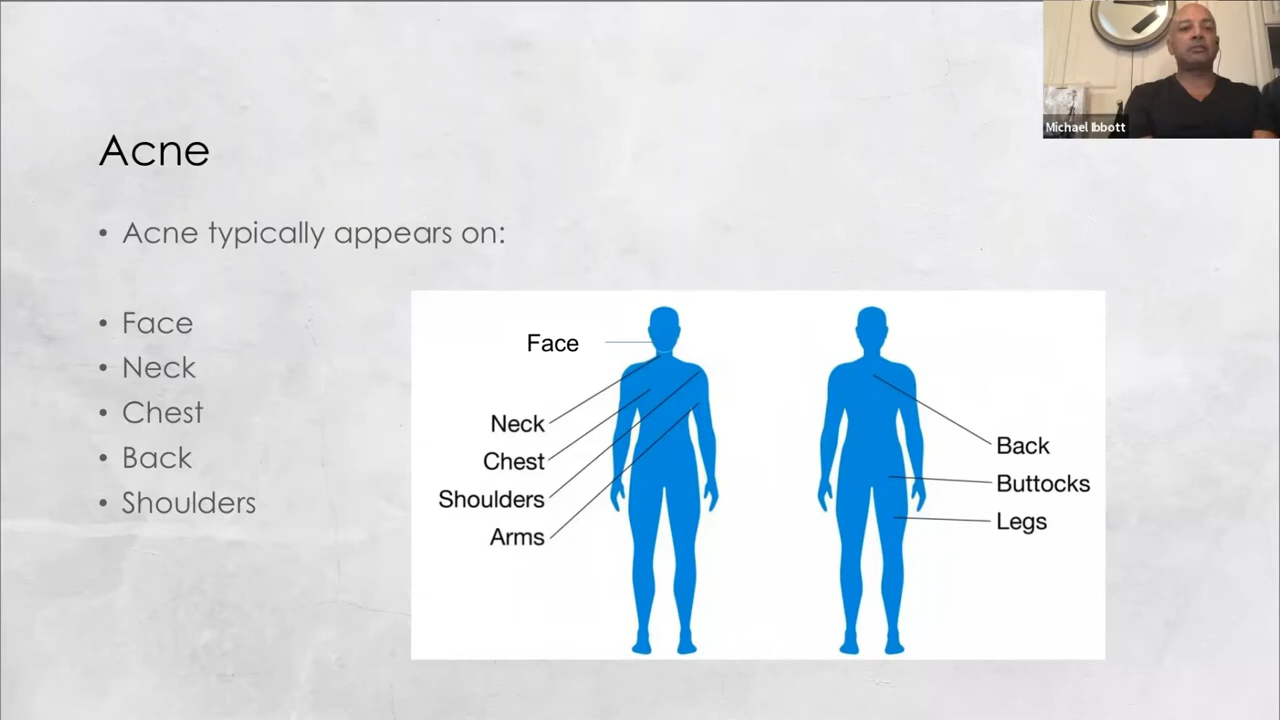 Michael Ibbott
Acne
• Acne typically appears on:
• Face
• Neck
• Chest
• Back
• Shoulders
Face
Neck
Chest
Shoulders
Arms
Back
Buttocks
Legs